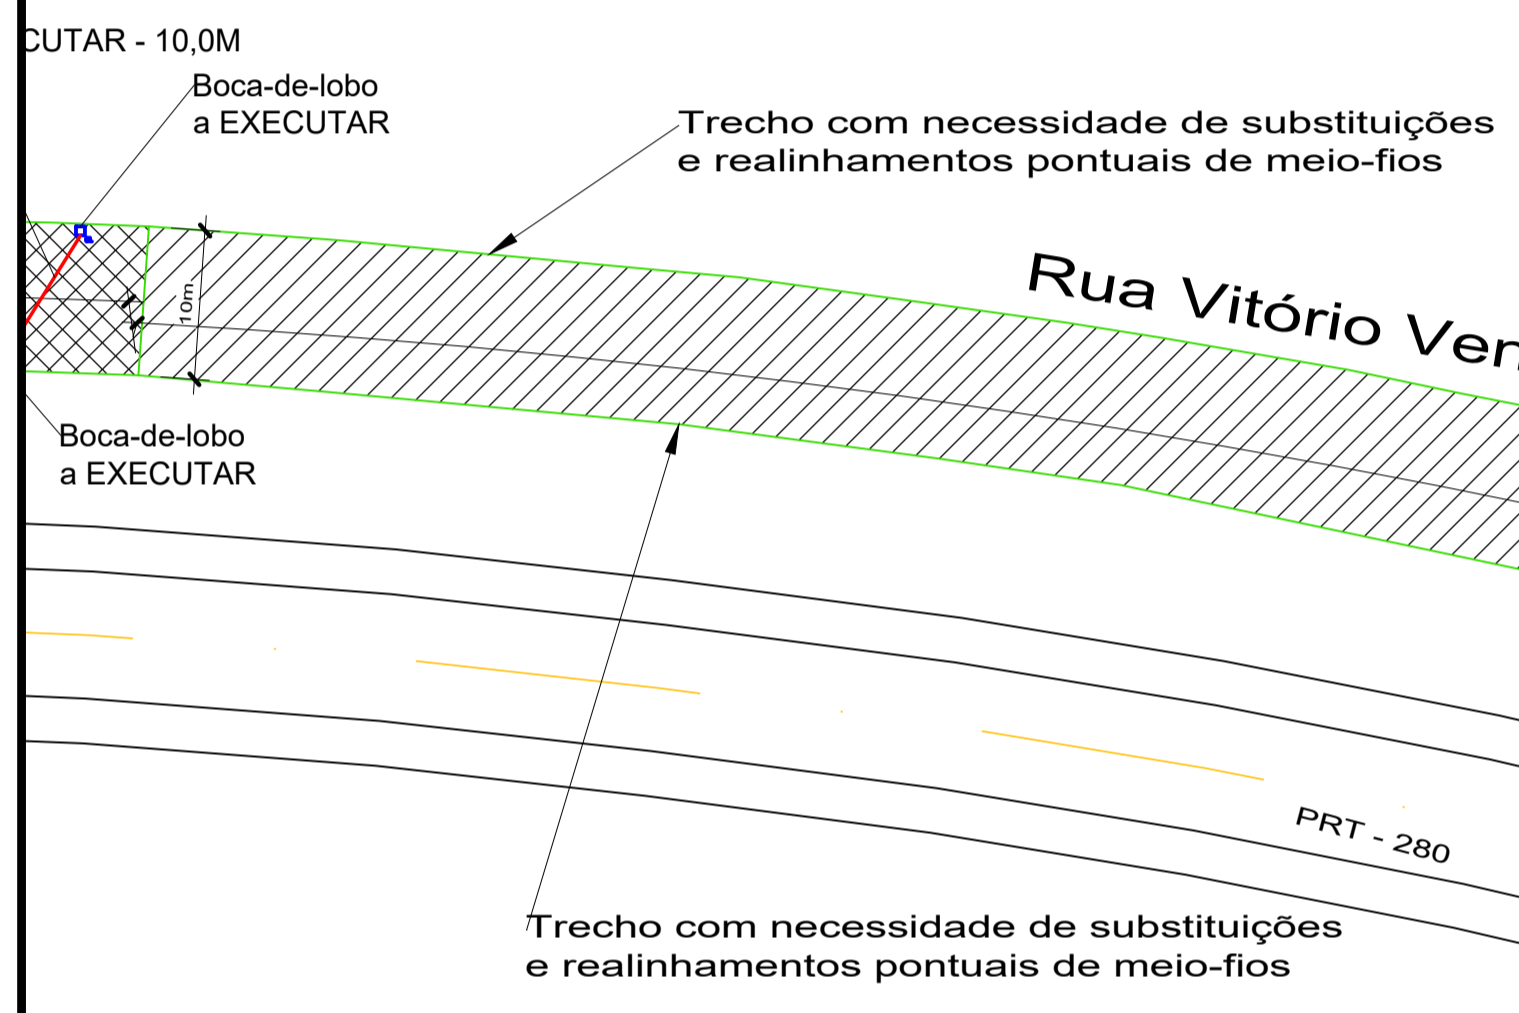 CUTAR - 10,0M
Boca-de-lobo
a EXECUTAR
Trecho com necessidade de substituições
e realinhamentos pontuais de meio-fios
Rua Vitório Ven
10m.
Boca-de-lobo
a EXECUTAR
PRT - 280
Trecho com necessidade de substituições
e realinhamentos pontuais de meio-fios